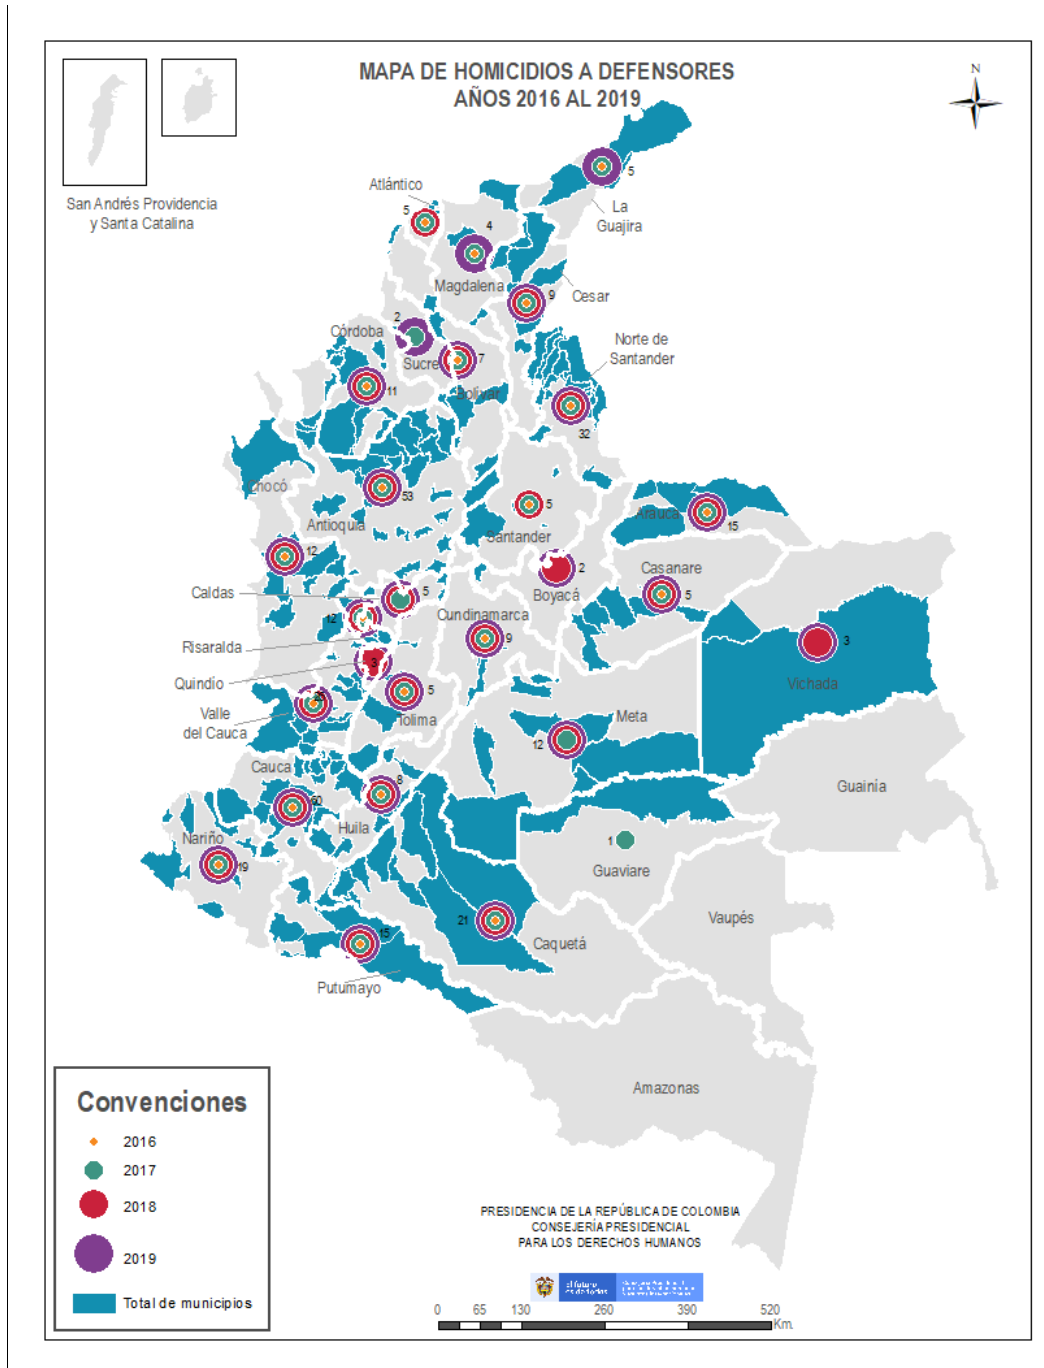 MAPA DE HOMICIDIOS A DEFENSORES
AÑOS 2016 AL 2019
N
San Andrés Providencia
y Santa Catalina
Atlántico
5
5
La
Guajira
4
Magdalena
9
Cesar
2
Córdoba
Sucre
7
Bolívar
Norte de
Santander
11
32
Chocó
53
Antioquia
5
Santander
Arauca
15
12
2
Boyacá
Casanare
5
Caldas
5
12
Cundinamarca
9
Risaralda
3
Quindío
3
Vichada
Valle
del Cauca
5
Tolima
Meta
12
Cauca
8
Guainía
Huila
Nariño
19
1
Guaviare
Vaupés
21
Caquetá
15
Putumayo
Amazonas
Convenciones
2016
2017
2018
2019
Total de municipios
PRESIDENCIA DE LA REPÚBLICA DE COLOMBIA
CONSEJERÍA PRESIDENCIAL
PARA LOS DERECHOS HUMANOS
El futuro
es de todos
0 65 130 260 390 520
Km.